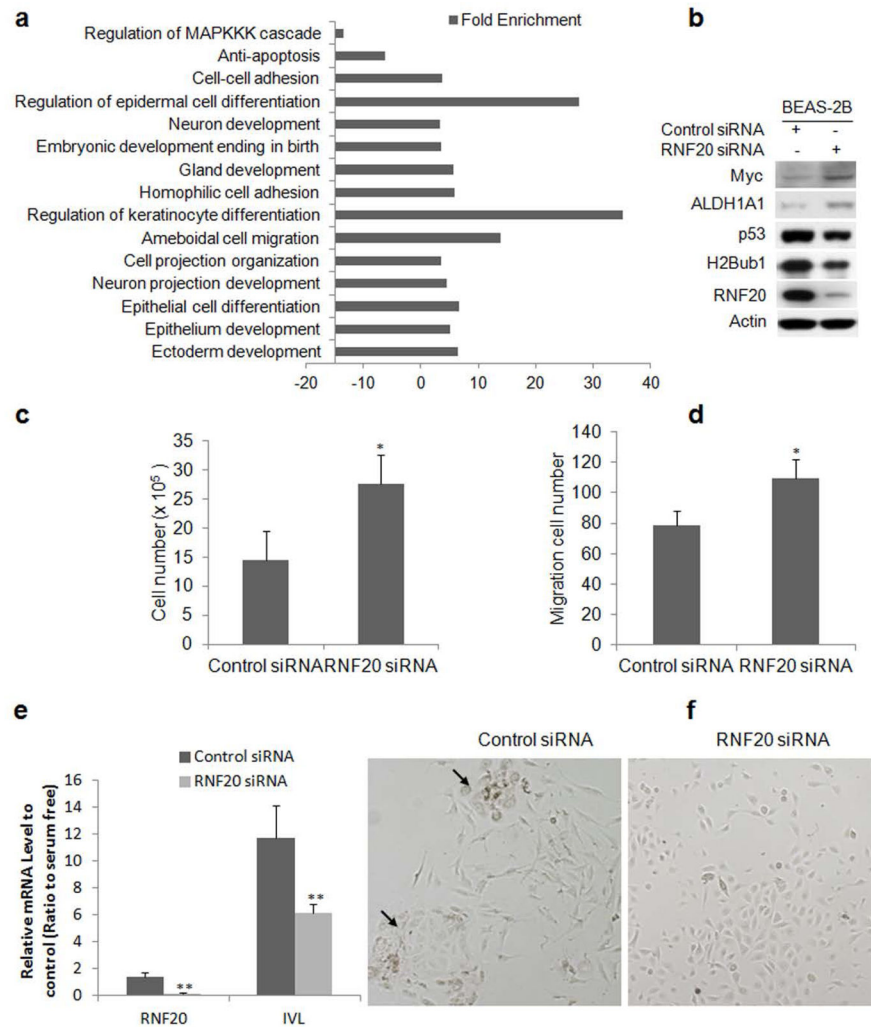 a
Fold Enrichment
Regulation of MAPKKK cascade
Anti-apoptosis
Cell-cell adhesion
Regulation of epidermal cell differentiation
Neuron development
Embryonic development ending in birth
Gland development
Homophilic cell adhesion
Regulation of keratinocyte differentiation
Ameboidal cell migration
Cell projection organization
Neuron projection development
Epithelial cell differentiation
Epithelium development
Ectoderm development
-20 -10 0 10 20 30 40
b
BEAS-2B
Control siRNA + -
RNF20 siRNA - +
Myc
ALDH1A1
p53
H2Bub1
RNF20
Actin
c
Cell number (x 10⁵)
35
30
25
20
15
10
5
0
*
Control siRNA RNF20 siRNA
d
Migration cell number
140
120
100
80
60
40
20
0
*
Control siRNA RNF20 siRNA
e
Control siRNA
RNF20 siRNA
Relative mRNA Level to
control (Ratio to serum free)
16
14
12
10
8
6
4
2
0
**
**
RNF20 IVL
f
Control siRNA RNF20 siRNA